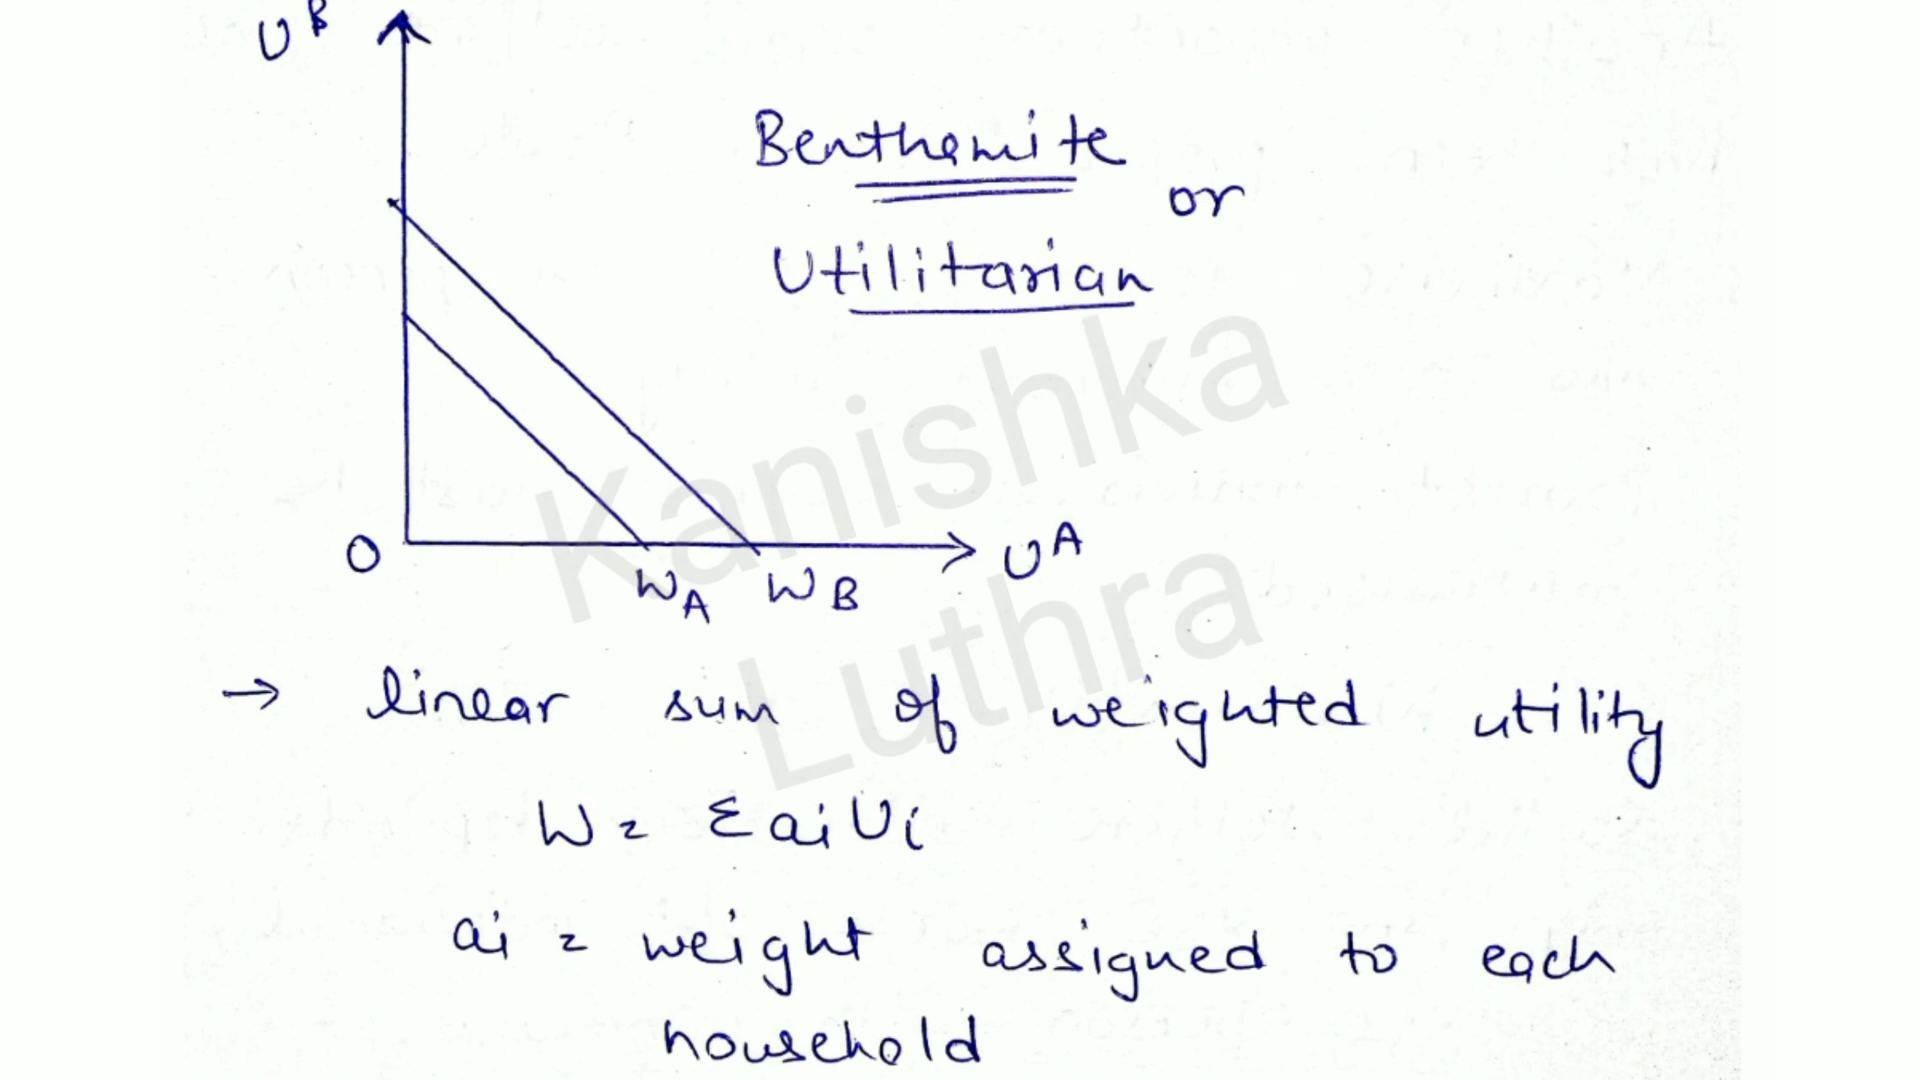 U^B
Benthamite
or
Utilitarian
O
W_A W_B
U^A
→ linear sum of weighted utility
W = Σ ai Ui
ai = weight assigned to each
household
Kanishka
Luthra